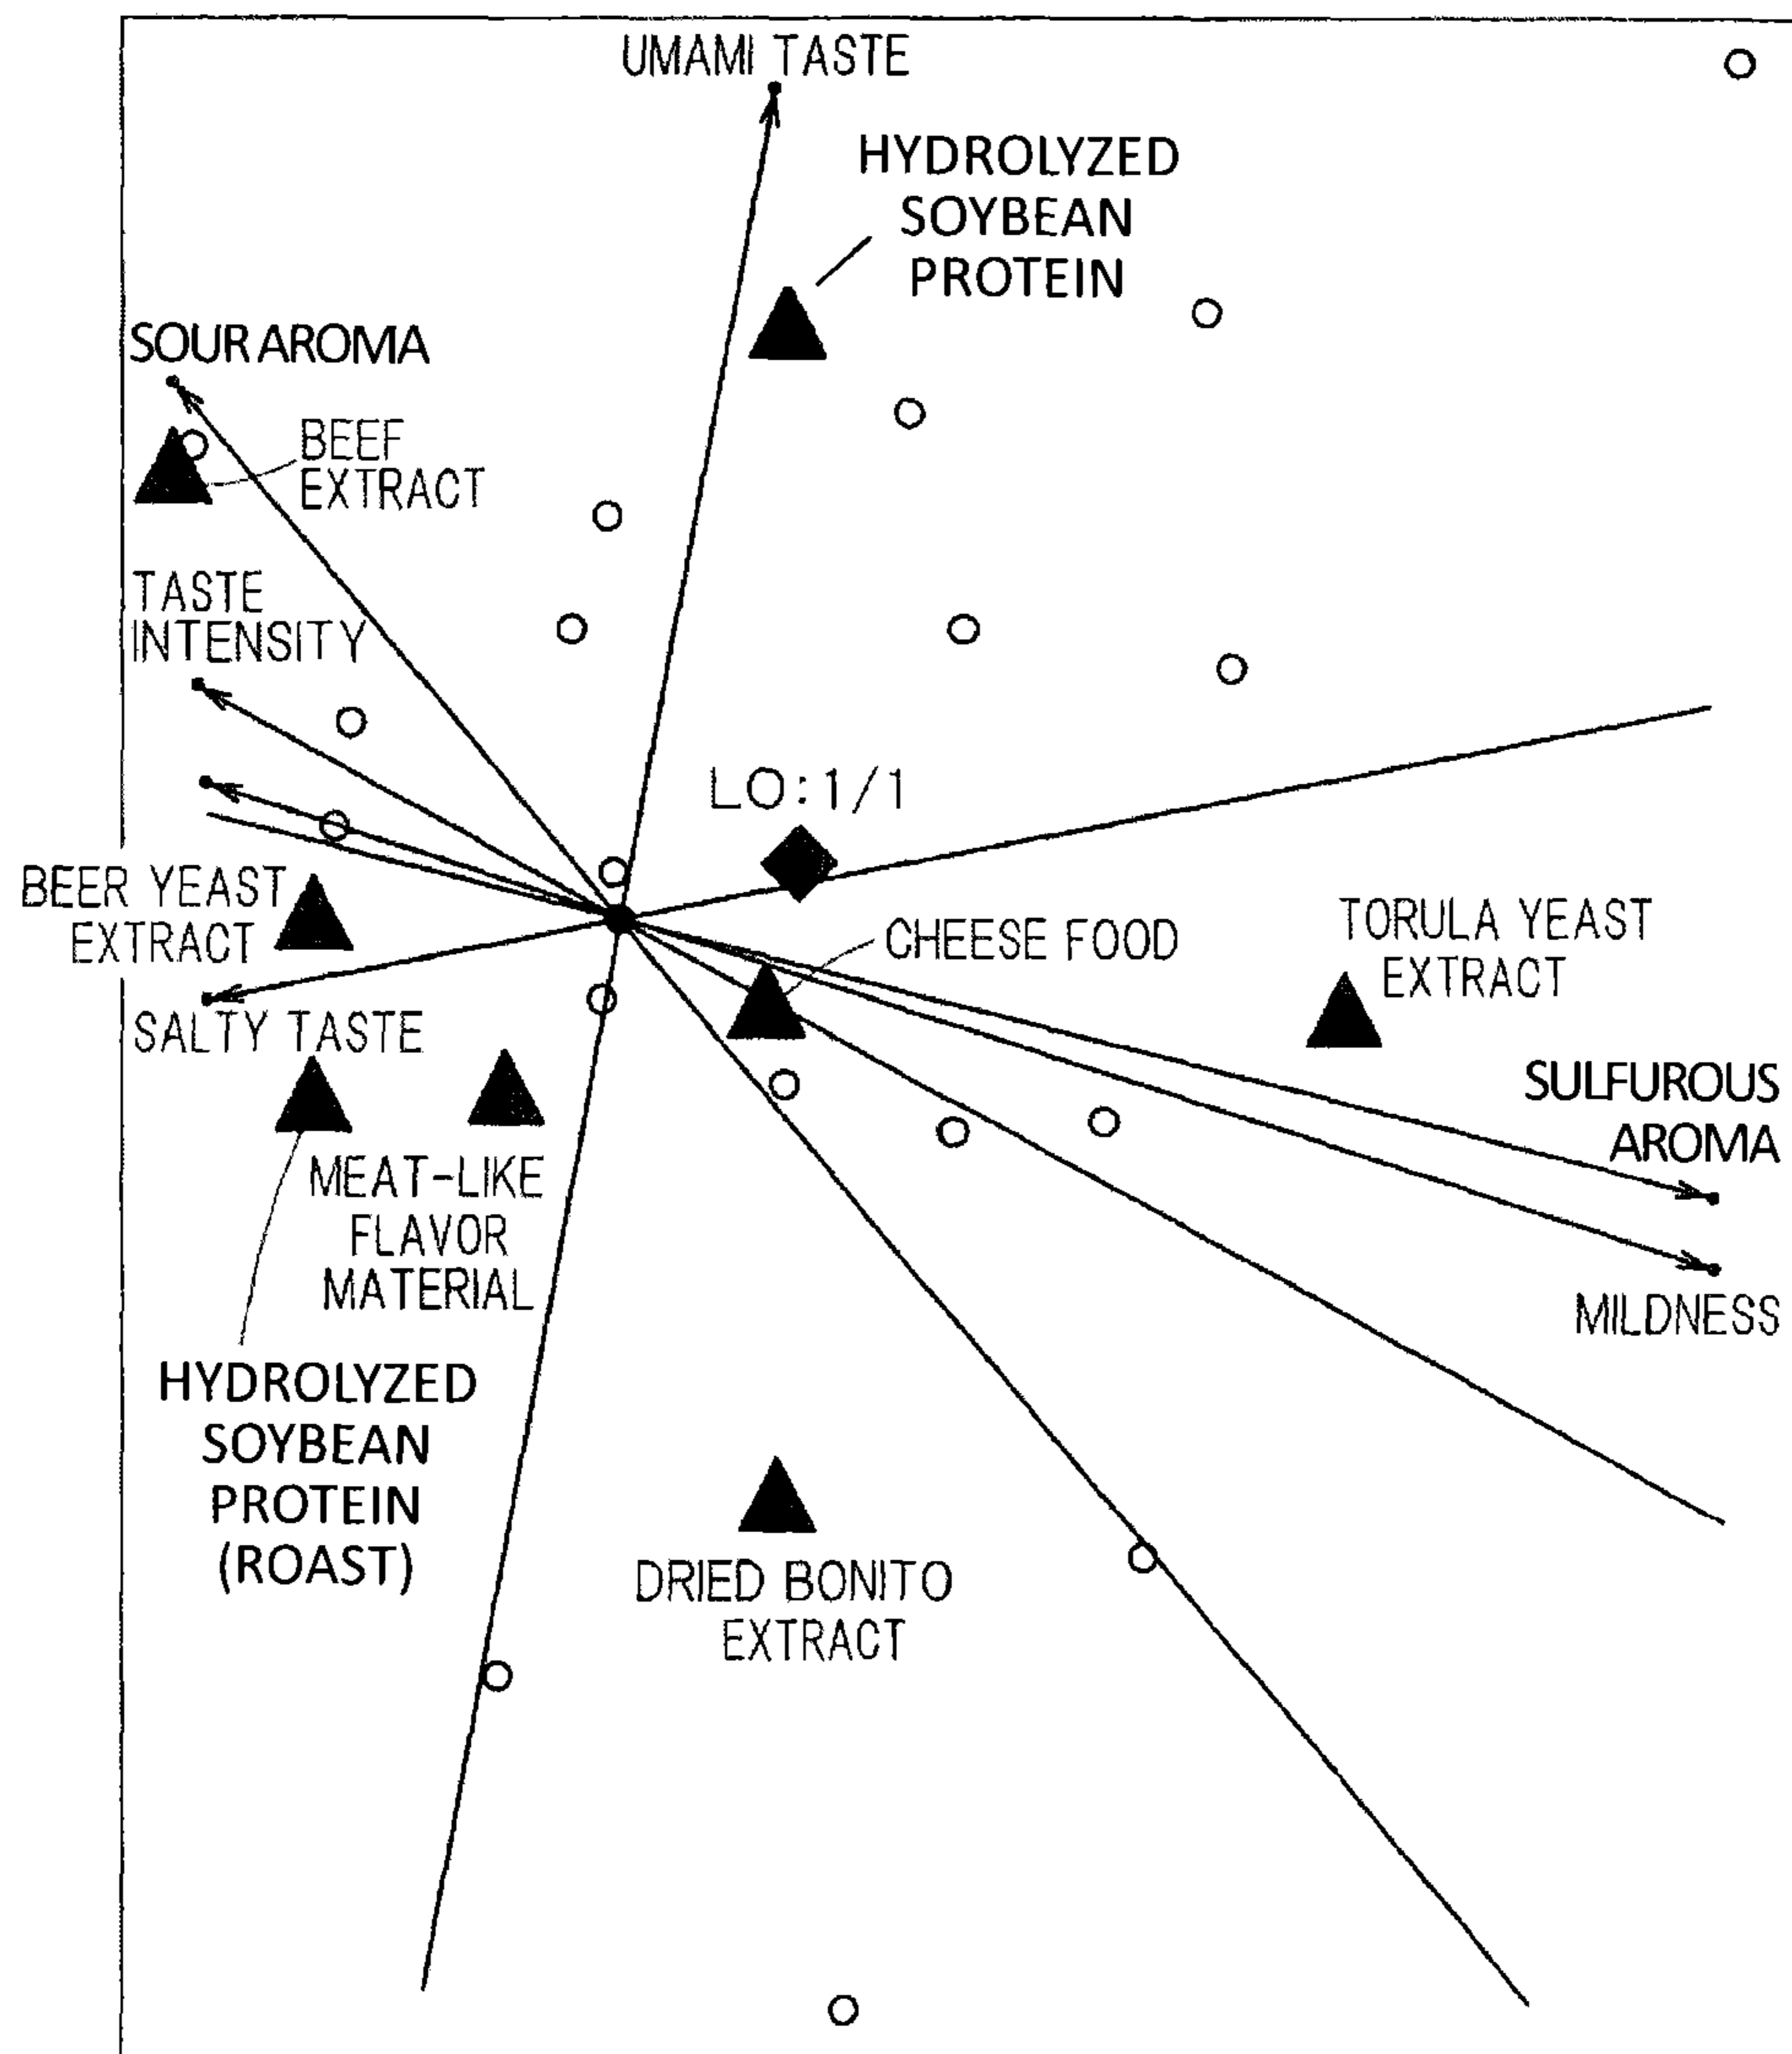 UMAMI TASTE
HYDROLYZED
SOYBEAN
PROTEIN
SOUR AROMA
BEEF
EXTRACT
TASTE
INTENSITY
LO:1/1
BEER YEAST
EXTRACT
CHEESE FOOD
TORULA YEAST
EXTRACT
SALTY TASTE
SULFUROUS
AROMA
MEAT-LIKE
FLAVOR
MATERIAL
MILDNESS
HYDROLYZED
SOYBEAN
PROTEIN
(ROAST)
DRIED BONITO
EXTRACT